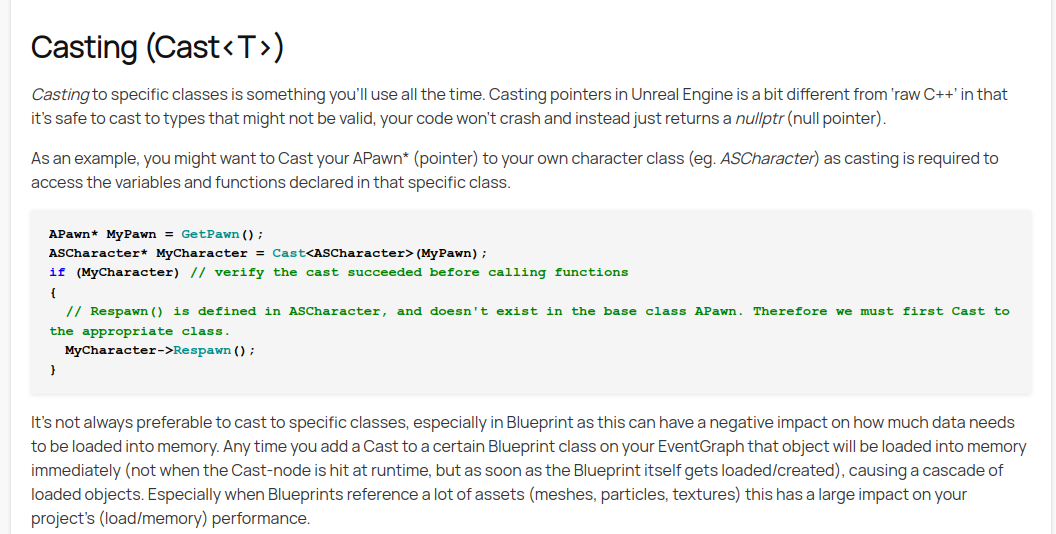 Casting (Cast<T>)
Casting to specific classes is something you'll use all the time. Casting pointers in Unreal Engine is a bit different from 'raw C++' in that
it's safe to cast to types that might not be valid, your code won't crash and instead just returns a nullptr (null pointer).
As an example, you might want to Cast your APawn* (pointer) to your own character class (eg. ASCharacter) as casting is required to
access the variables and functions declared in that specific class.
APawn* MyPawn = GetPawn();
ASCharacter* MyCharacter = Cast<ASCharacter>(MyPawn);
if (MyCharacter) // verify the cast succeeded before calling functions
{
// Respawn() is defined in ASCharacter, and doesn't exist in the base class APawn. Therefore we must first Cast to
the appropriate class.
MyCharacter->Respawn();
}
It's not always preferable to cast to specific classes, especially in Blueprint as this can have a negative impact on how much data needs
to be loaded into memory. Any time you add a Cast to a certain Blueprint class on your EventGraph that object will be loaded into memory
immediately (not when the Cast-node is hit at runtime, but as soon as the Blueprint itself gets loaded/created), causing a cascade of
loaded objects. Especially when Blueprints reference a lot of assets (meshes, particles, textures) this has a large impact on your
project's (load/memory) performance.